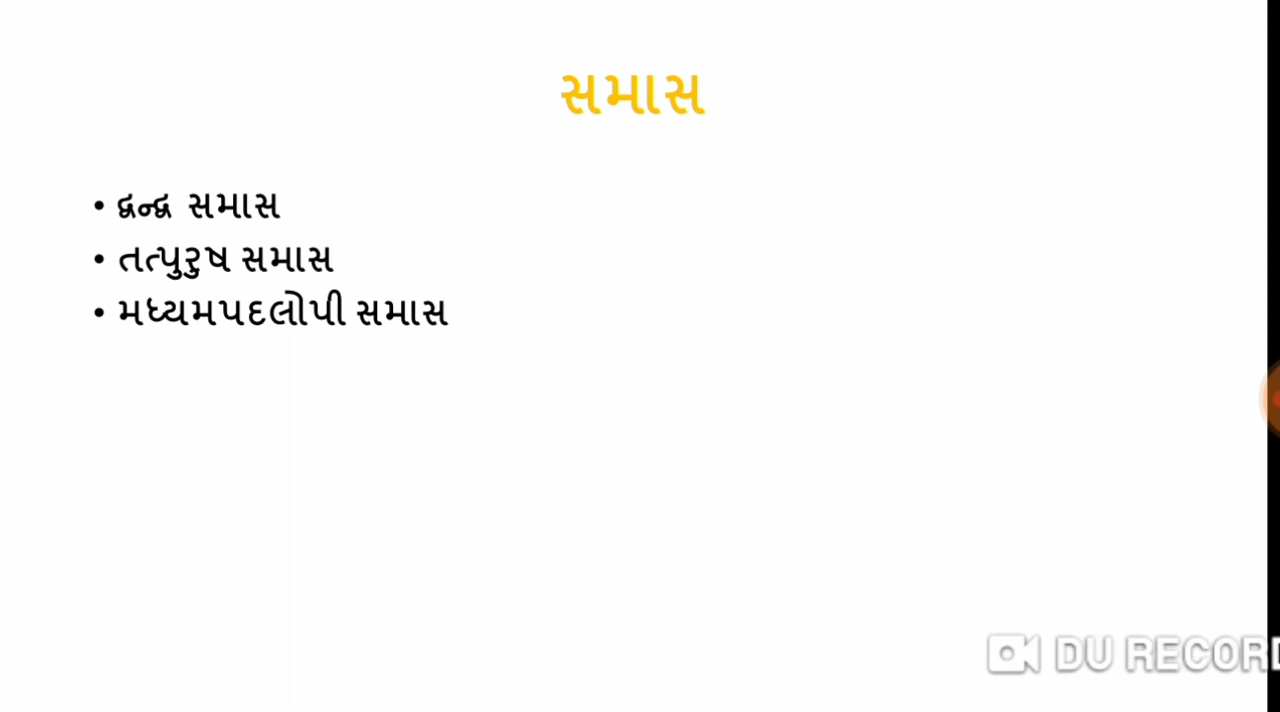 સમાસ
• દ્વન્દ્વ સમાસ
• તત્પુરુષ સમાસ
• મધ્યમપદલોપી સમાસ
DU RECORD